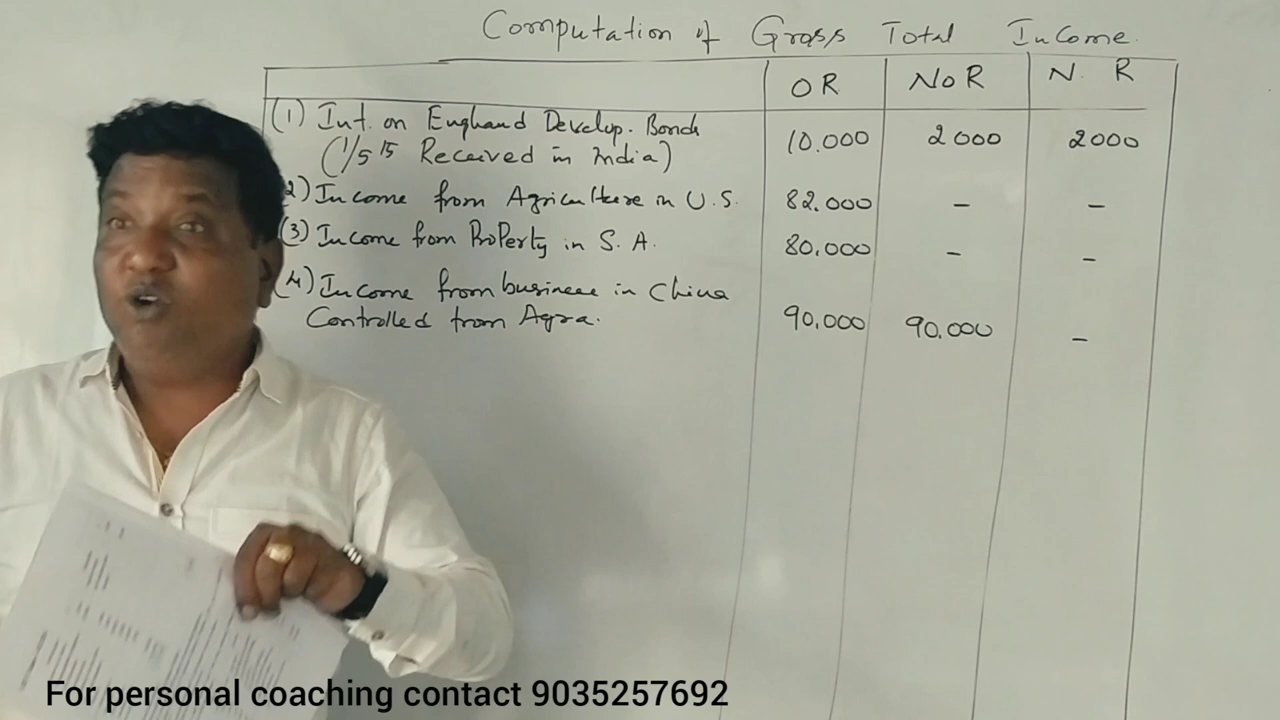 Computation of Gross Total Income.
OR NOR N. R
(1) Int. on England Develop. Bonds
(1/5 15 Received in India) 10.000 2000 2000
2) Income from Agriculture in U.S. 82.000 - -
(3) Income from Property in S. A. 80.000 - -
(4) Income from business in China
Controlled from Agra. 90.000 90.000 -
For personal coaching contact 9035257692